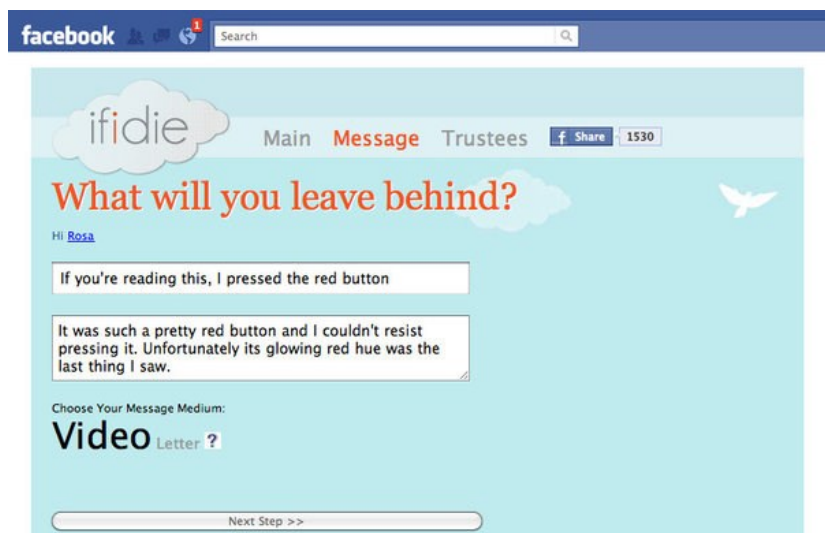 facebook 1 Search
ifidie Main Message Trustees f Share 1530
What will you leave behind?
Hi Rosa
If you're reading this, I pressed the red button
It was such a pretty red button and I couldn't resist
pressing it. Unfortunately its glowing red hue was the
last thing I saw.
Choose Your Message Medium:
Video Letter ?
Next Step >>